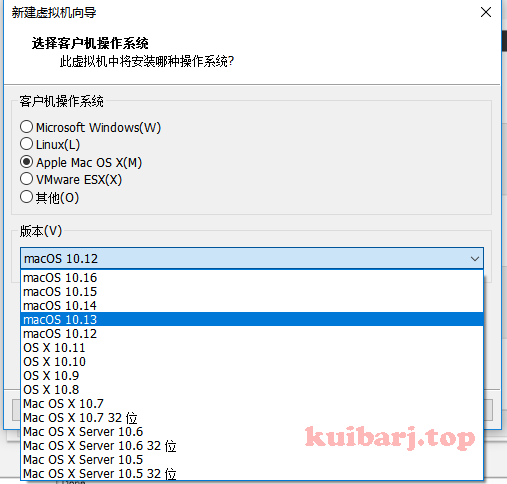 新建虚拟机向导
选择客户机操作系统
此虚拟机中将安装哪种操作系统?
客户机操作系统
Microsoft Windows(W)
Linux(L)
Apple Mac OS X(M)
VMware ESX(X)
其他(O)
版本(V)
macOS 10.12
macOS 10.16
macOS 10.15
macOS 10.14
macOS 10.13
macOS 10.12
OS X 10.11
OS X 10.10
OS X 10.9
OS X 10.8
Mac OS X 10.7
Mac OS X 10.7 32 位
Mac OS X Server 10.6
Mac OS X Server 10.6 32 位
Mac OS X Server 10.5
Mac OS X Server 10.5 32 位
kuibarj.top